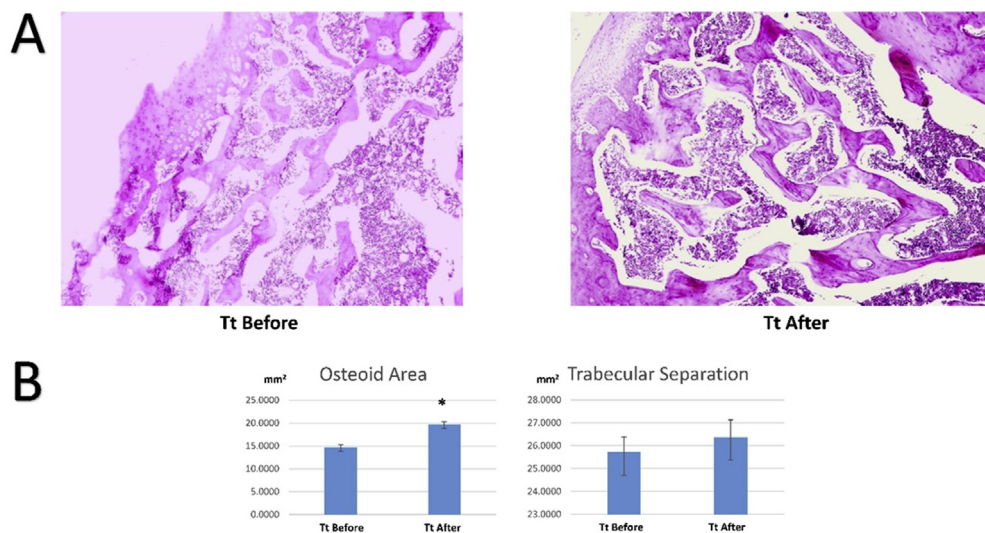 A
Tt Before
Tt After
B
mm²
Osteoid Area
25.0000
*
20.0000
15.0000
10.0000
5.0000
0.0000
Tt Before
Tt After
mm²
Trabecular Separation
28.0000
27.0000
26.0000
25.0000
24.0000
23.0000
Tt Before
Tt After